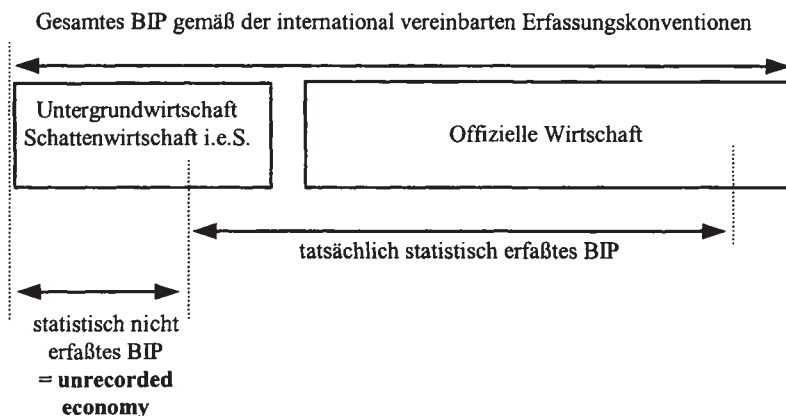 Gesamtes BIP gemäß der international vereinbarten Erfassungskonventionen
Untergrundwirtschaft
Schattenwirtschaft i.e.S.
Offizielle Wirtschaft
tatsächlich statistisch erfaßtes BIP
statistisch nicht
erfaßtes BIP
= unrecorded
economy